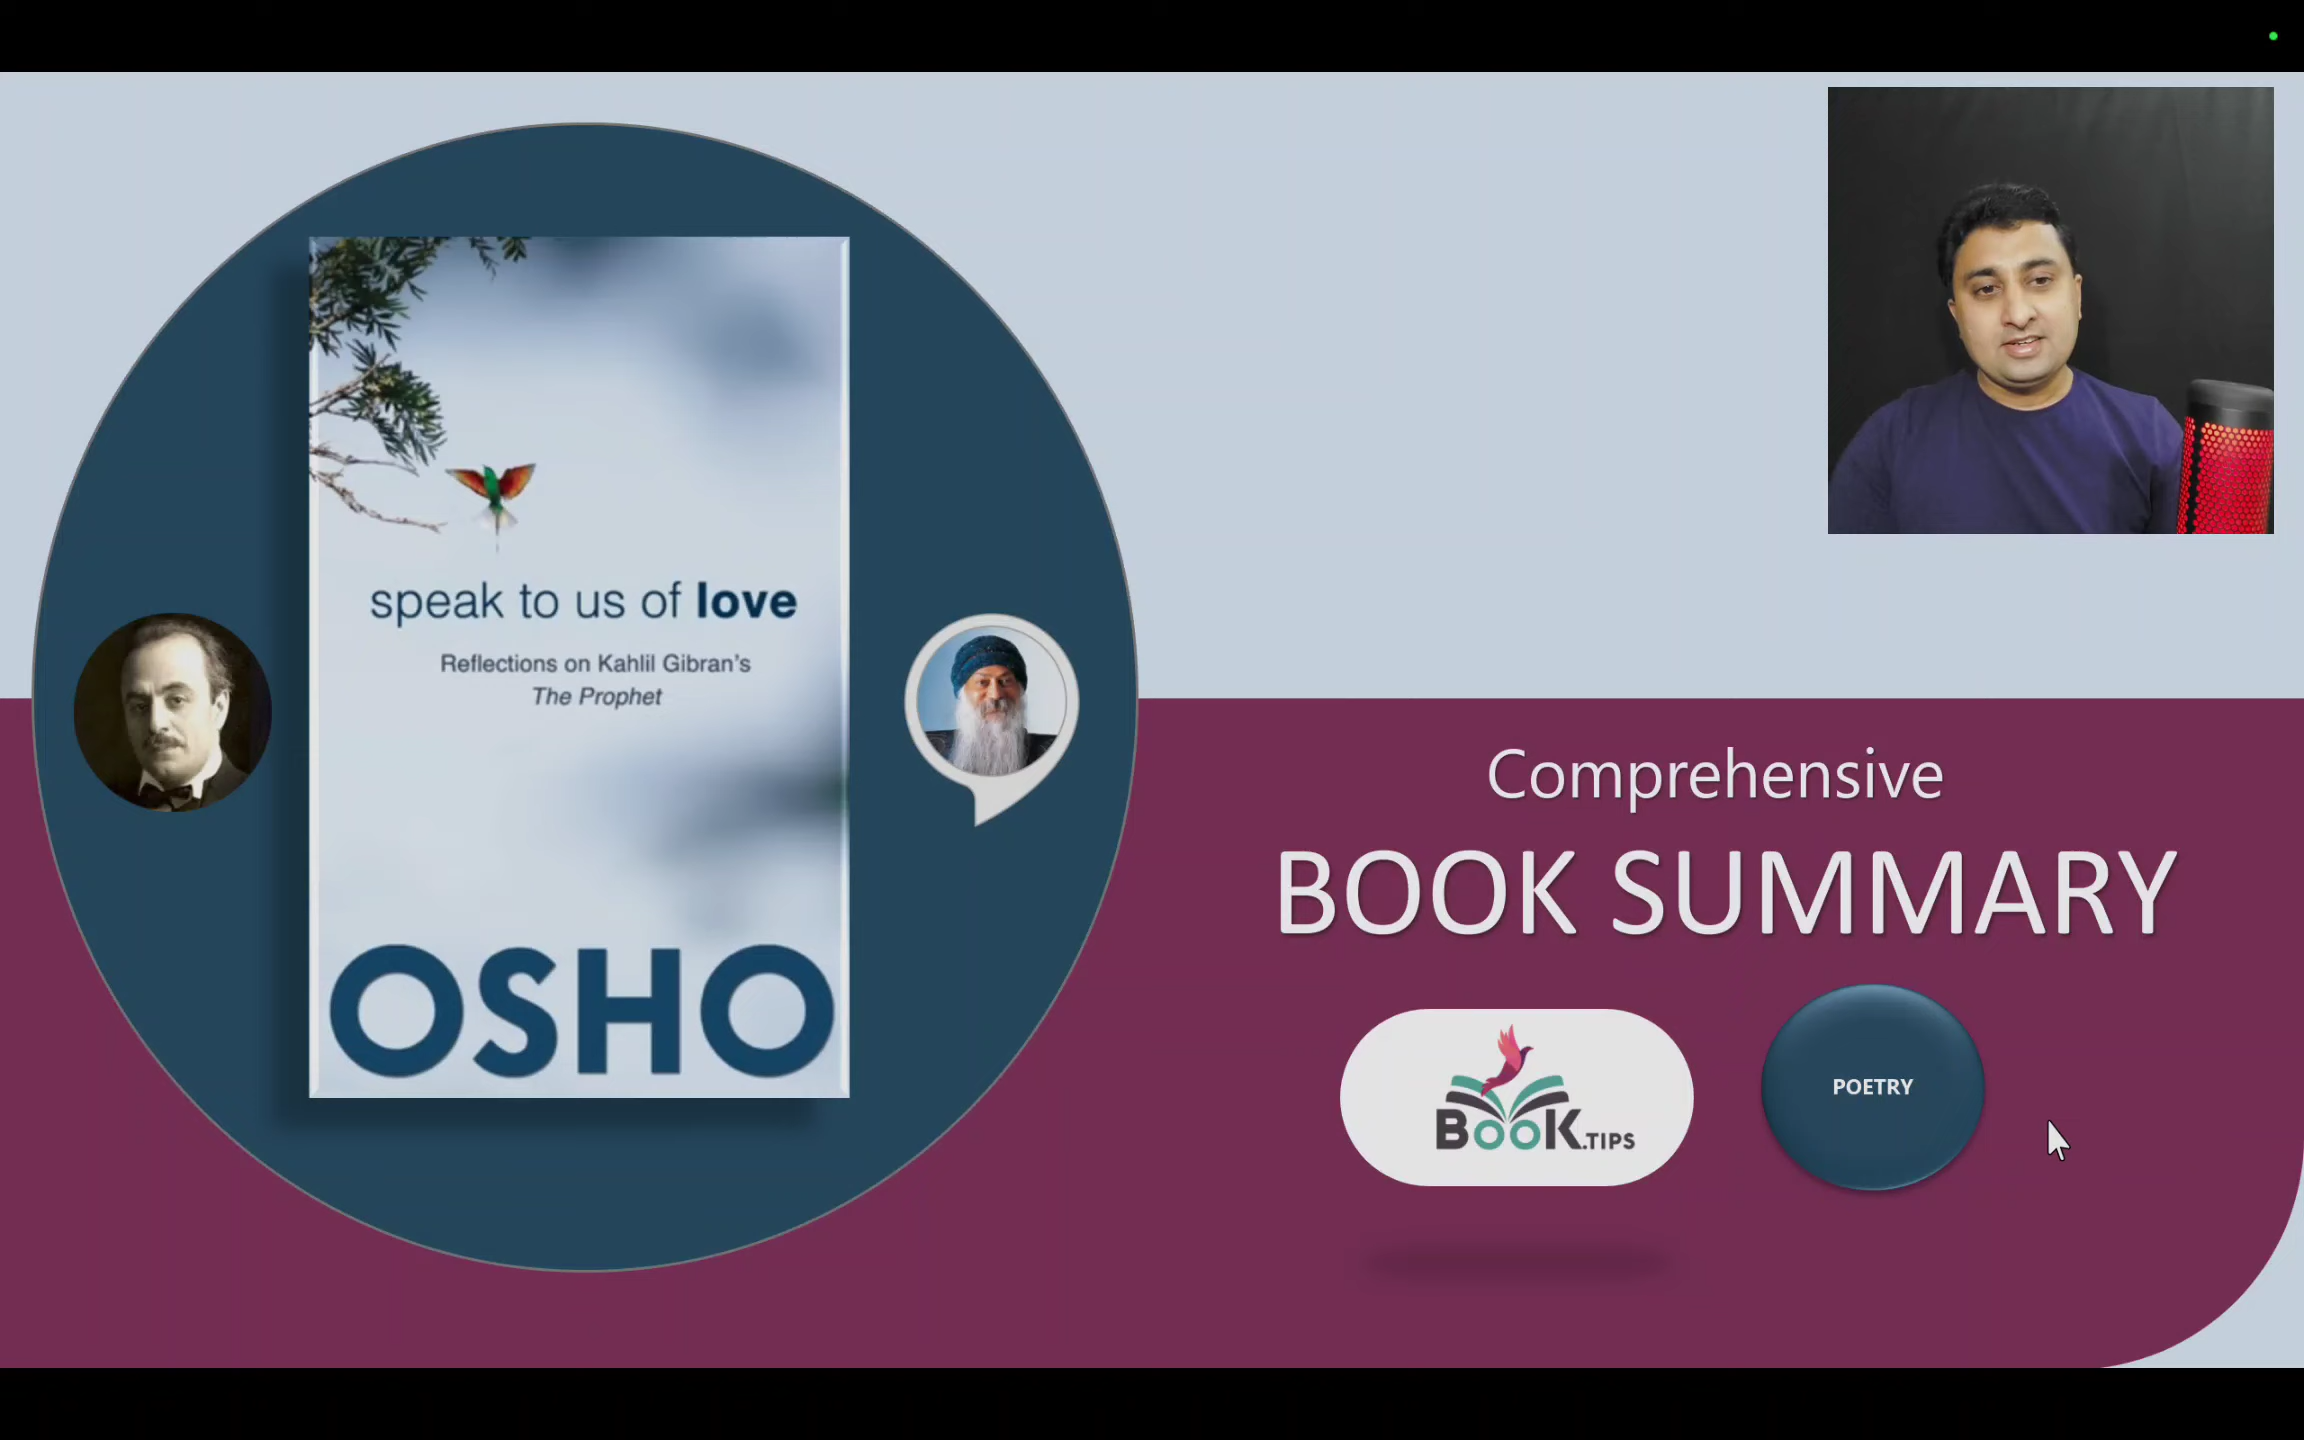 speak to us of love
Reflections on Kahlil Gibran's
The Prophet
OSHO
Comprehensive
BOOK SUMMARY
BOOK.TIPS
POETRY